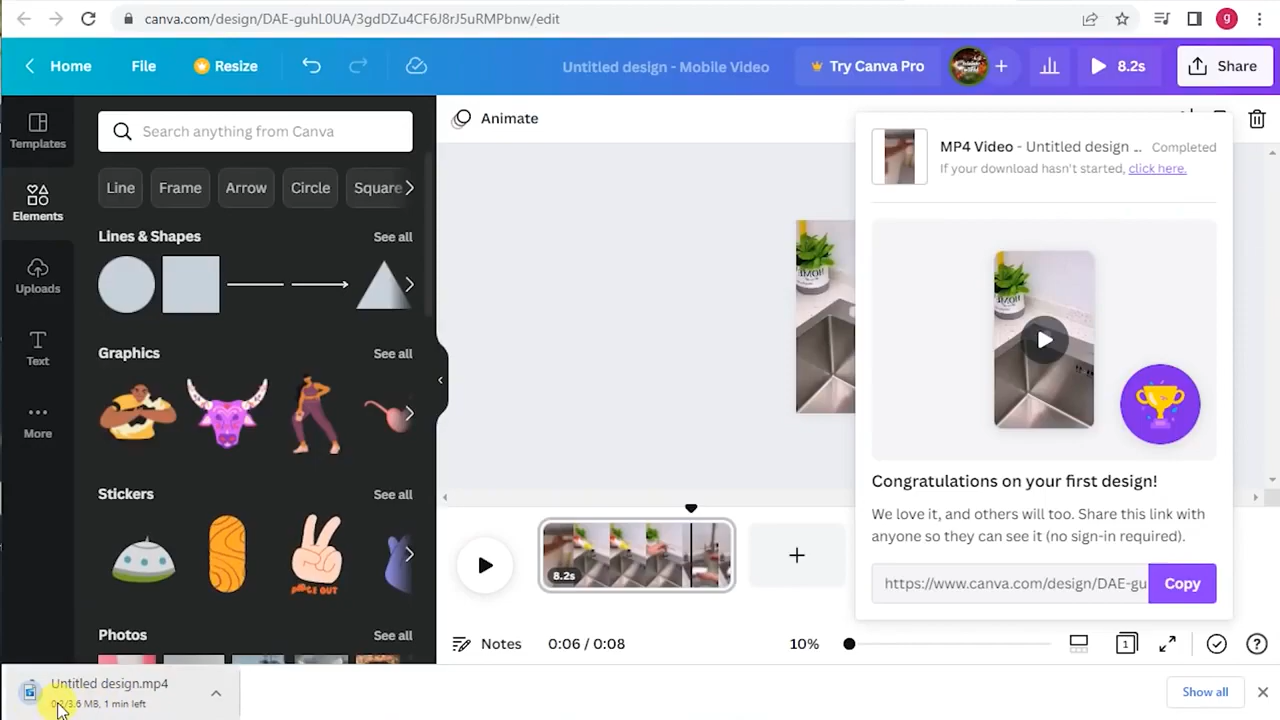 canva.com/design/DAE-guhL0UA/3gdDZu4CF6J8rJ5uRMPbnw/edit
g
Home
File
Resize
Untitled design - Mobile Video
Try Canva Pro
8.2s
Share
Templates
Elements
Uploads
Text
More
Search anything from Canva
Line
Frame
Arrow
Circle
Square
Lines & Shapes
See all
Graphics
See all
Stickers
See all
Photos
See all
Animate
MP4 Video - Untitled design ...
Completed
If your download hasn't started, click here.
Congratulations on your first design!
We love it, and others will too. Share this link with
anyone so they can see it (no sign-in required).
https://www.canva.com/design/DAE-gu
Copy
8.2s
Notes
0:06 / 0:08
10%
1
Untitled design.mp4
/3.6 MB, 1 min left
Show all